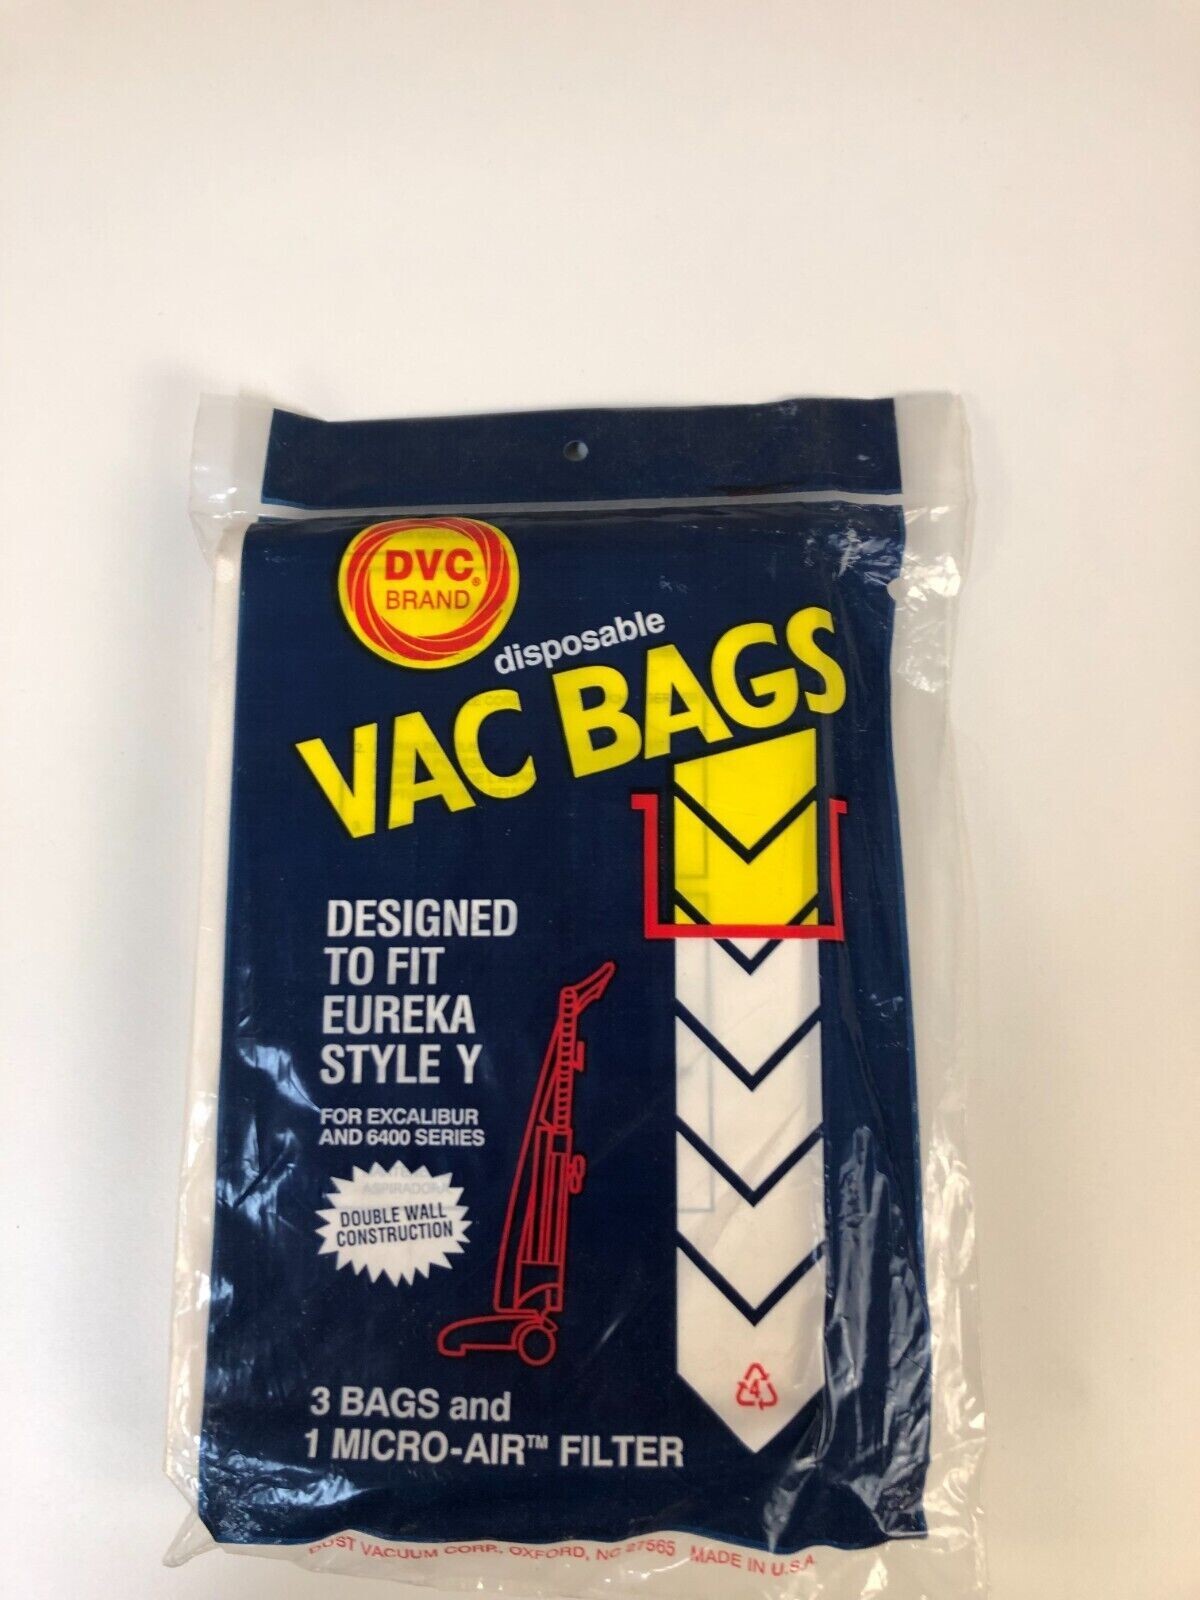 DVC®
BRAND
disposable
VAC BAGS
DESIGNED
TO FIT
EUREKA
STYLE Y
FOR EXCALIBUR
AND 6400 SERIES
ASPIRADORA
DOUBLE WALL
CONSTRUCTION
4
3 BAGS and
1 MICRO-AIR™ FILTER
VACUUM CORP., OXFORD, NC 27565 MADE IN U.S.A.